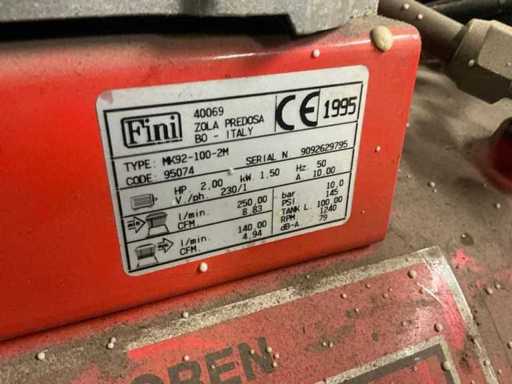 Fini
40069
ZOLA PREDOSA
BO - ITALY
CE 1995
TYPE: MK92-100-2M
SERIAL N. 9092629795
CODE: 95074
HP 2.00 kW 1.50 Hz 50
V./ph. 230/1 A 10.00
l/min. 250.00
CFM. 8.83
l/min. 140.00
CFM. 4.94
bar 10,0
PSI 145
TANK L. 100,00
RPM 1240
dB-A 79
OBEN